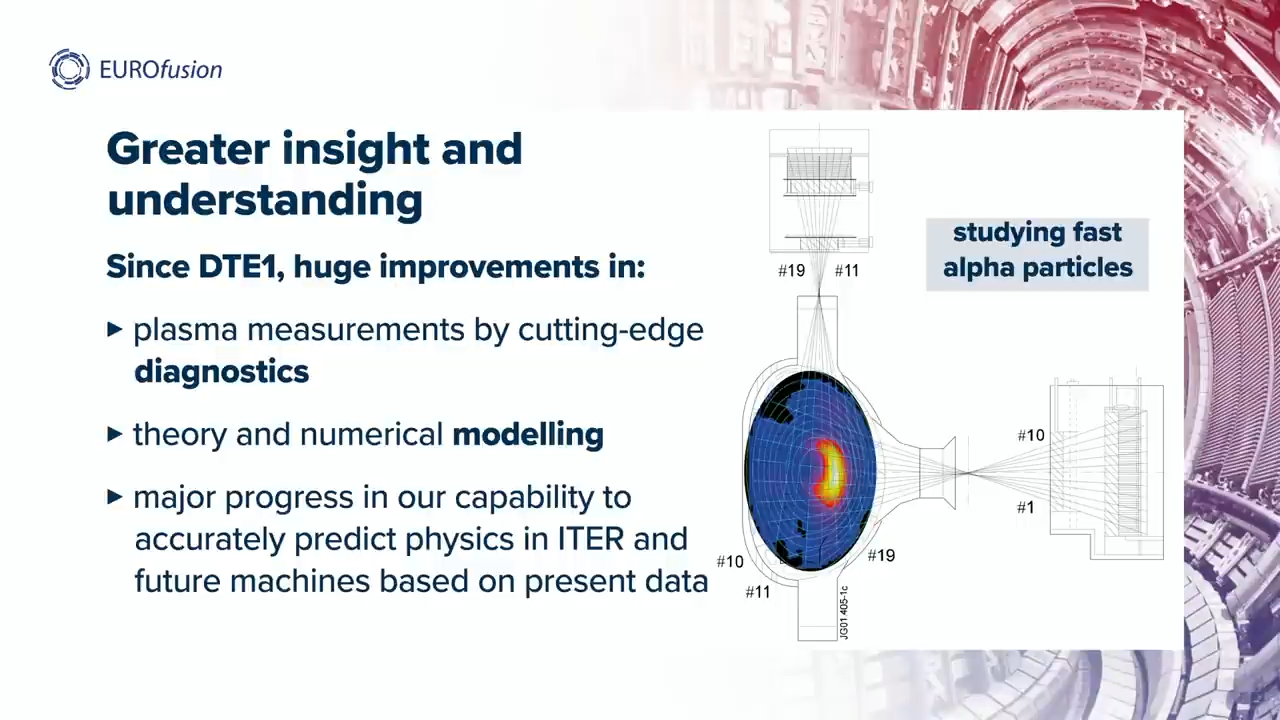 EUROfusion
Greater insight and
understanding
Since DTE1, huge improvements in:
▸ plasma measurements by cutting-edge
diagnostics
▸ theory and numerical modelling
▸ major progress in our capability to
accurately predict physics in ITER and
future machines based on present data
studying fast
alpha particles
#19 #11
#10
#1
#19
#10
#11
JG01.405-1c